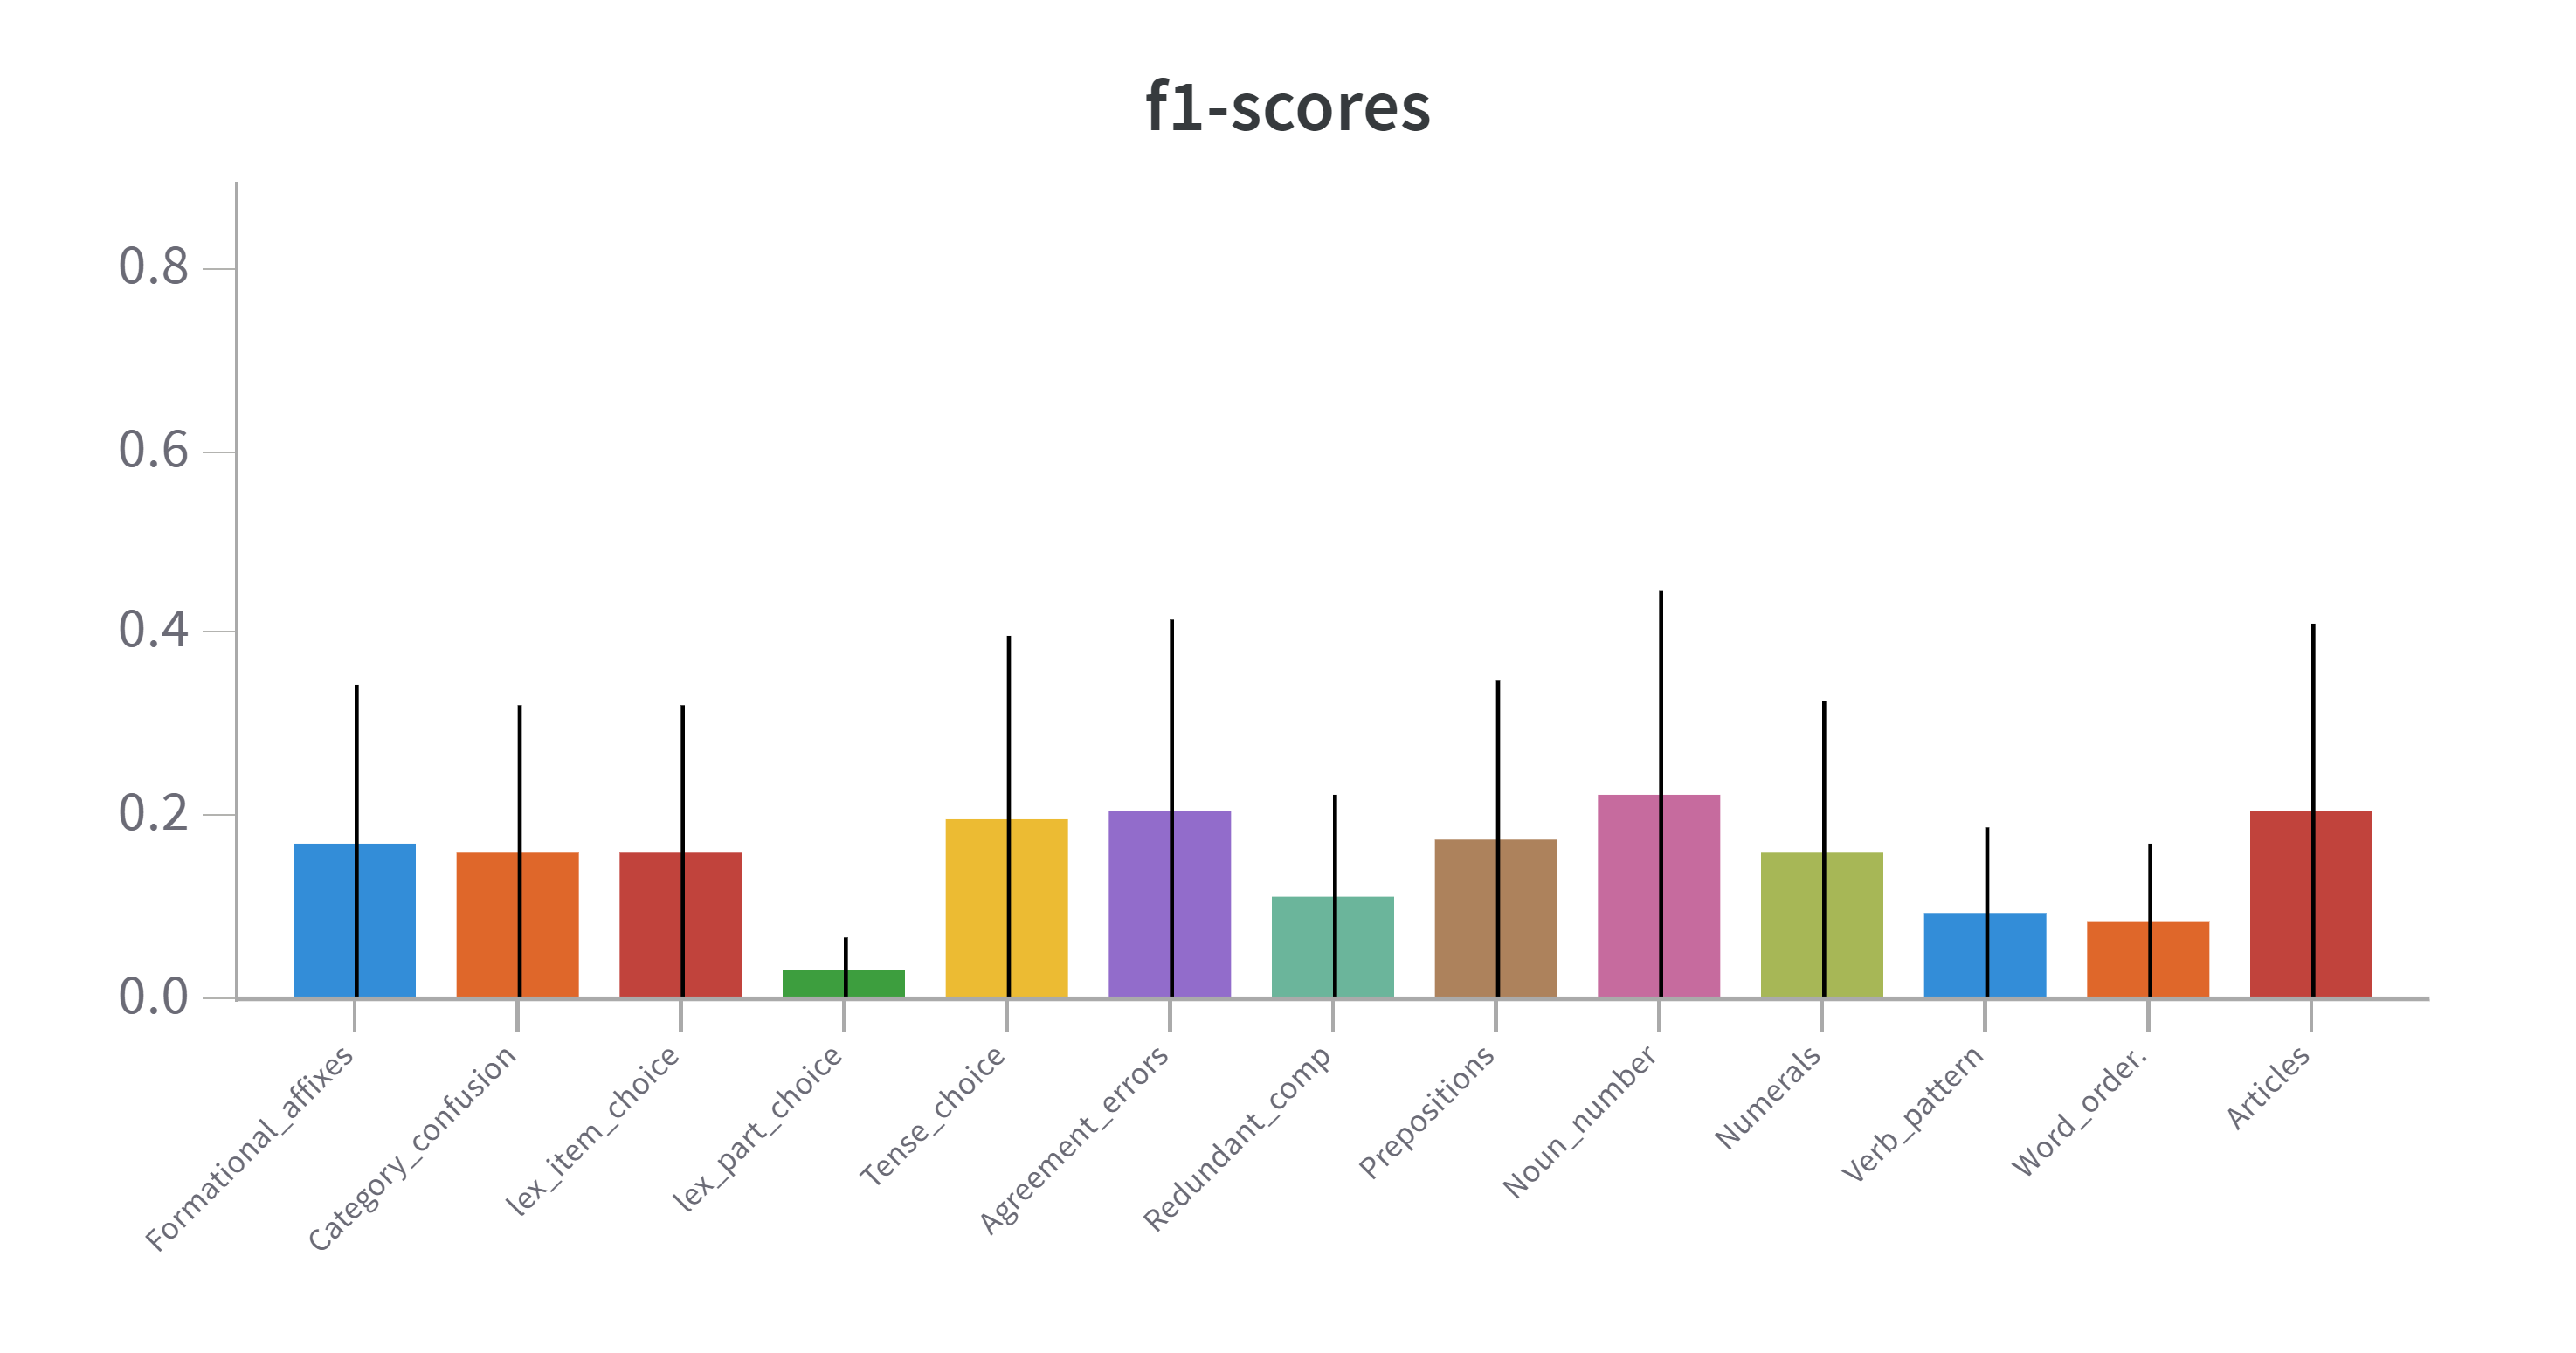 f1-scores
0.8
0.6
0.4
0.2
0.0
Formational_affixes
Category_confusion
lex_item_choice
lex_part_choice
Tense_choice
Agreement_errors
Redundant_comp
Prepositions
Noun_number
Numerals
Verb_pattern
Word_order.
Articles